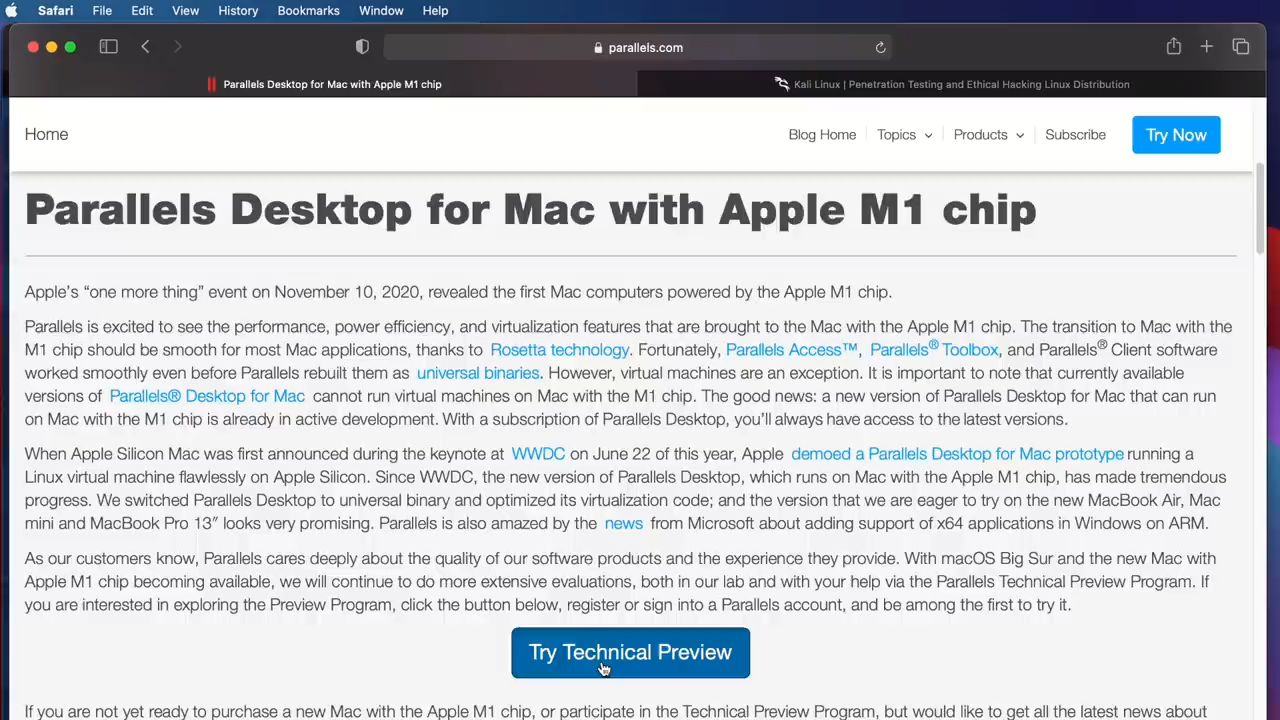 Safari File Edit View History Bookmarks Window Help
parallels.com
Parallels Desktop for Mac with Apple M1 chip
Kali Linux | Penetration Testing and Ethical Hacking Linux Distribution
Home
Blog Home Topics Products Subscribe Try Now
Parallels Desktop for Mac with Apple M1 chip
Apple’s “one more thing” event on November 10, 2020, revealed the first Mac computers powered by the Apple M1 chip.
Parallels is excited to see the performance, power efficiency, and virtualization features that are brought to the Mac with the Apple M1 chip. The transition to Mac with the
M1 chip should be smooth for most Mac applications, thanks to Rosetta technology. Fortunately, Parallels Access™, Parallels® Toolbox, and Parallels® Client software
worked smoothly even before Parallels rebuilt them as universal binaries. However, virtual machines are an exception. It is important to note that currently available
versions of Parallels® Desktop for Mac cannot run virtual machines on Mac with the M1 chip. The good news: a new version of Parallels Desktop for Mac that can run
on Mac with the M1 chip is already in active development. With a subscription of Parallels Desktop, you’ll always have access to the latest versions.
When Apple Silicon Mac was first announced during the keynote at WWDC on June 22 of this year, Apple demoed a Parallels Desktop for Mac prototype running a
Linux virtual machine flawlessly on Apple Silicon. Since WWDC, the new version of Parallels Desktop, which runs on Mac with the Apple M1 chip, has made tremendous
progress. We switched Parallels Desktop to universal binary and optimized its virtualization code; and the version that we are eager to try on the new MacBook Air, Mac
mini and MacBook Pro 13″ looks very promising. Parallels is also amazed by the news from Microsoft about adding support of x64 applications in Windows on ARM.
As our customers know, Parallels cares deeply about the quality of our software products and the experience they provide. With macOS Big Sur and the new Mac with
Apple M1 chip becoming available, we will continue to do more extensive evaluations, both in our lab and with your help via the Parallels Technical Preview Program. If
you are interested in exploring the Preview Program, click the button below, register or sign into a Parallels account, and be among the first to try it.
Try Technical Preview
If you are not yet ready to purchase a new Mac with the Apple M1 chip, or participate in the Technical Preview Program, but would like to get all the latest news about